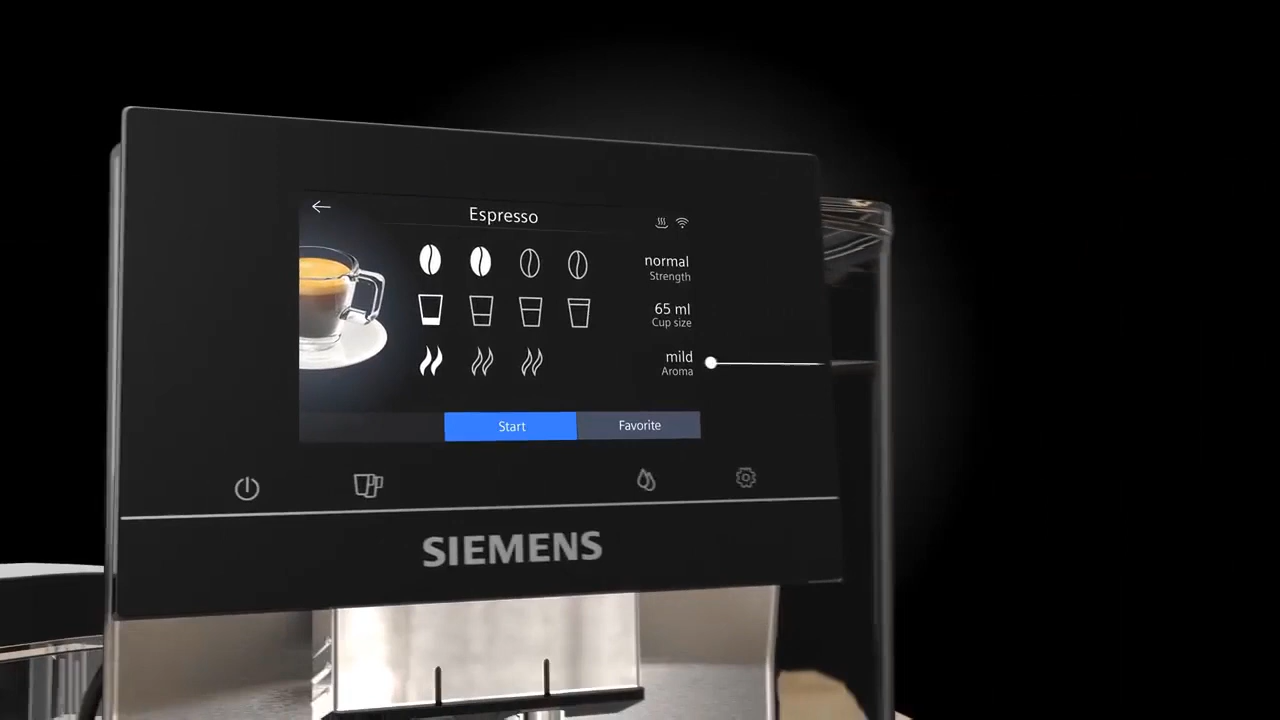 Espresso
normal
Strength
65 ml
Cup size
mild
Aroma
Start
Favorite
SIEMENS